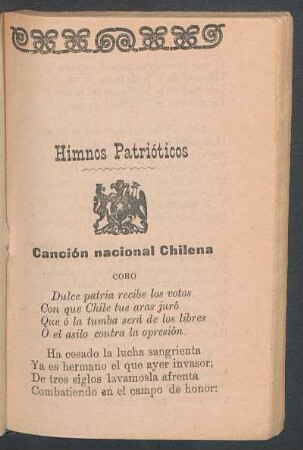 Himnos Patrióticos
Canción nacional Chilena
CORO
Dulce patria recibe los votos
Con que Chile tus aras juró
Que ó la tumba será de los libres
O el asilo contra la opresión.
Ha cesado la lucha sangrienta
Ya es hermano el que ayer invasor;
De tres siglos lavamosla afrenta
Combatiendo en el campo de honor: